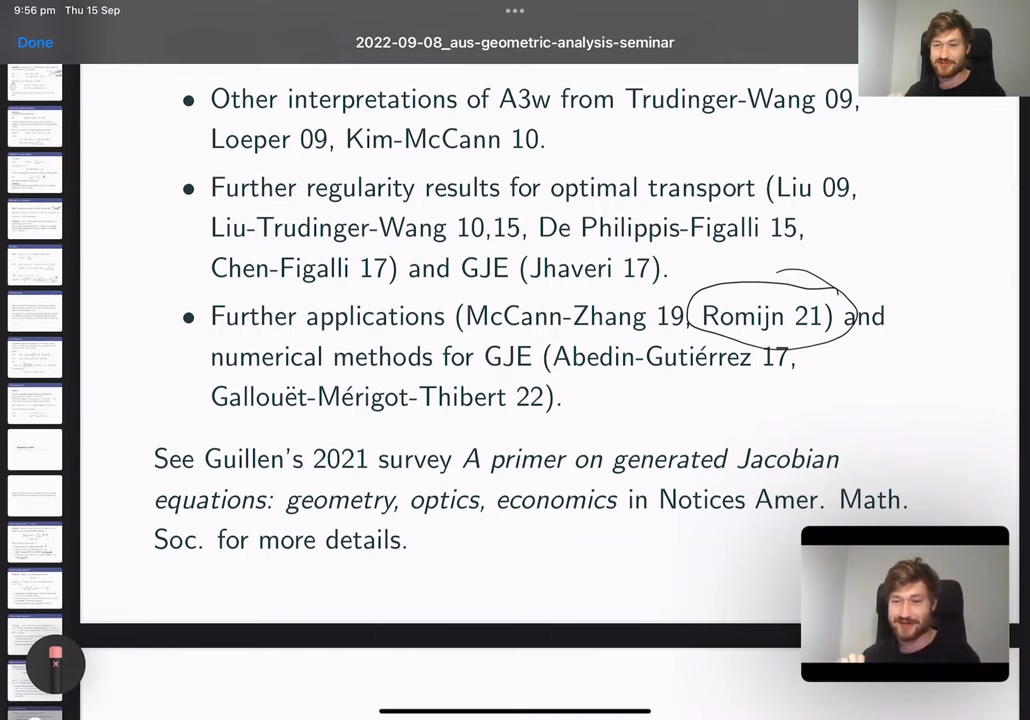 9:56 pm Thu 15 Sep
Done
2022-09-08_aus-geometric-analysis-seminar
• Other interpretations of A3w from Trudinger-Wang 09,
Loeper 09, Kim-McCann 10.
• Further regularity results for optimal transport (Liu 09,
Liu-Trudinger-Wang 10,15, De Philippis-Figalli 15,
Chen-Figalli 17) and GJE (Jhaveri 17).
• Further applications (McCann-Zhang 19, Romijn 21) and
numerical methods for GJE (Abedin-Gutiérrez 17,
Gallouët-Mérigot-Thibert 22).
See Guillen's 2021 survey A primer on generated Jacobian
equations: geometry, optics, economics in Notices Amer. Math.
Soc. for more details.